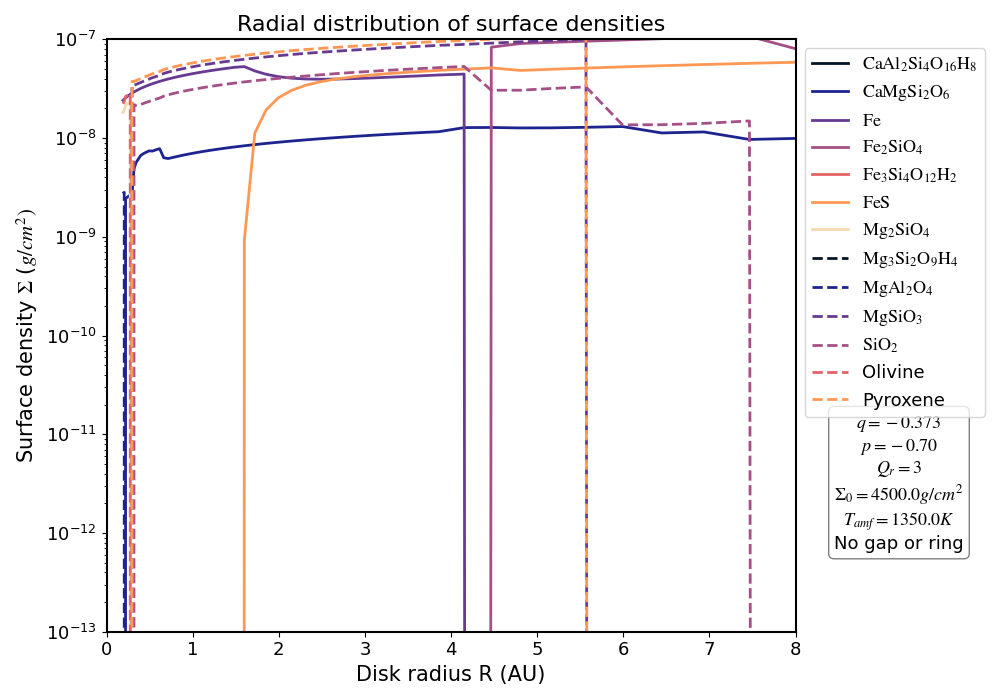 Radial distribution of surface densities
Surface density Σ (g/cm²)
10⁻⁷
10⁻⁸
10⁻⁹
10⁻¹⁰
10⁻¹¹
10⁻¹²
10⁻¹³
0 1 2 3 4 5 6 7 8
Disk radius R (AU)
CaAl₂Si₄O₁₆H₈
CaMgSi₂O₆
Fe
Fe₂SiO₄
Fe₃Si₄O₁₂H₂
FeS
Mg₂SiO₄
Mg₃Si₂O₉H₄
MgAl₂O₄
MgSiO₃
SiO₂
Olivine
Pyroxene
q = −0.373
p = −0.70
Qᵣ = 3
Σ₀ = 4500.0g/cm²
T_amf = 1350.0K
No gap or ring